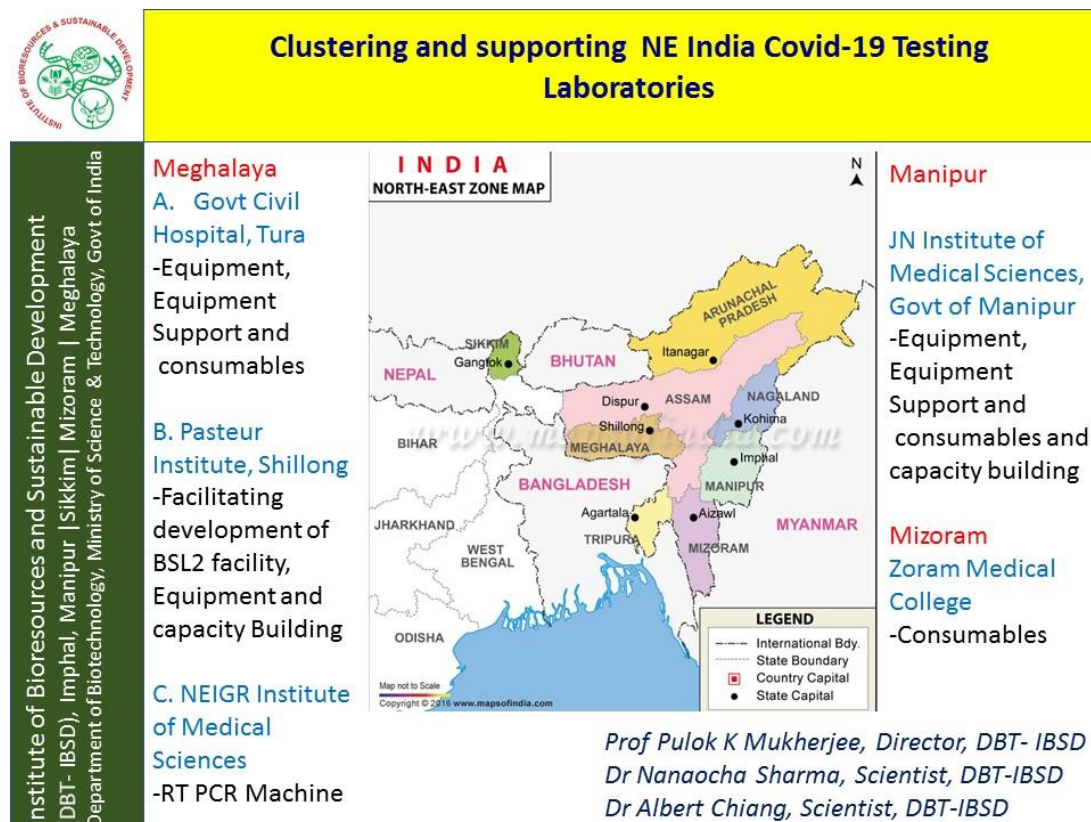 INSTITUTE OF BIORESOURCES & SUSTAINABLE DEVELOPMENT
Clustering and supporting NE India Covid-19 Testing
Laboratories
nstitute of Bioresources and Sustainable Development
DBT- IBSD), Imphal, Manipur |Sikkim| Mizoram | Meghalaya
Department of Biotechnology, Ministry of Science & Technology, Govt of India
Meghalaya
A. Govt Civil
Hospital, Tura
-Equipment,
Equipment
Support and
consumables
B. Pasteur
Institute, Shillong
-Facilitating
development of
BSL2 facility,
Equipment and
capacity Building
C. NEIGR Institute
of Medical
Sciences
-RT PCR Machine
INDIA
NORTH-EAST ZONE MAP
N
ARUNACHAL
PRADESH
SIKKIM
Gangtok
NEPAL
BHUTAN
Itanagar
ASSAM
NAGALAND
Dispur
Shillong
Kohima
MEGHALAYA
BIHAR
Imphal
MANIPUR
BANGLADESH
Agartala
TRIPURA
Aizawl
MIZORAM
MYANMAR
JHARKHAND
WEST
BENGAL
ODISHA
LEGEND
International Bdy.
State Boundary
Country Capital
State Capital
Map not to Scale
Copyright © 2016 www.mapsofindia.com
Manipur
JN Institute of
Medical Sciences,
Govt of Manipur
-Equipment,
Equipment
Support and
consumables and
capacity building
Mizoram
Zoram Medical
College
-Consumables
Prof Pulok K Mukherjee, Director, DBT- IBSD
Dr Nanaocha Sharma, Scientist, DBT-IBSD
Dr Albert Chiang, Scientist, DBT-IBSD